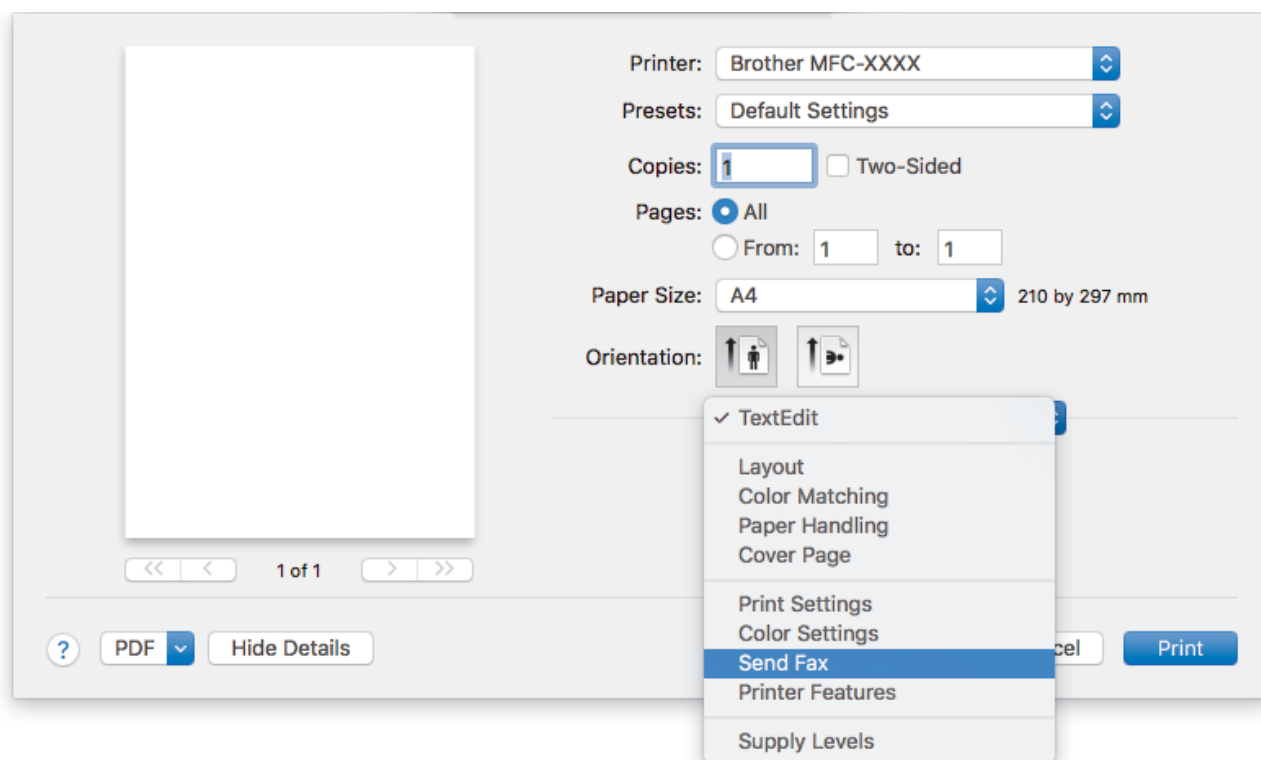 Printer: Brother MFC-XXXX
Presets: Default Settings
Copies: 1 Two-Sided
Pages: All
From: 1 to: 1
Paper Size: A4 210 by 297 mm
Orientation:
✓ TextEdit
Layout
Color Matching
Paper Handling
Cover Page
1 of 1
Print Settings
Color Settings
Send Fax
Printer Features
Supply Levels
? PDF Hide Details cel Print